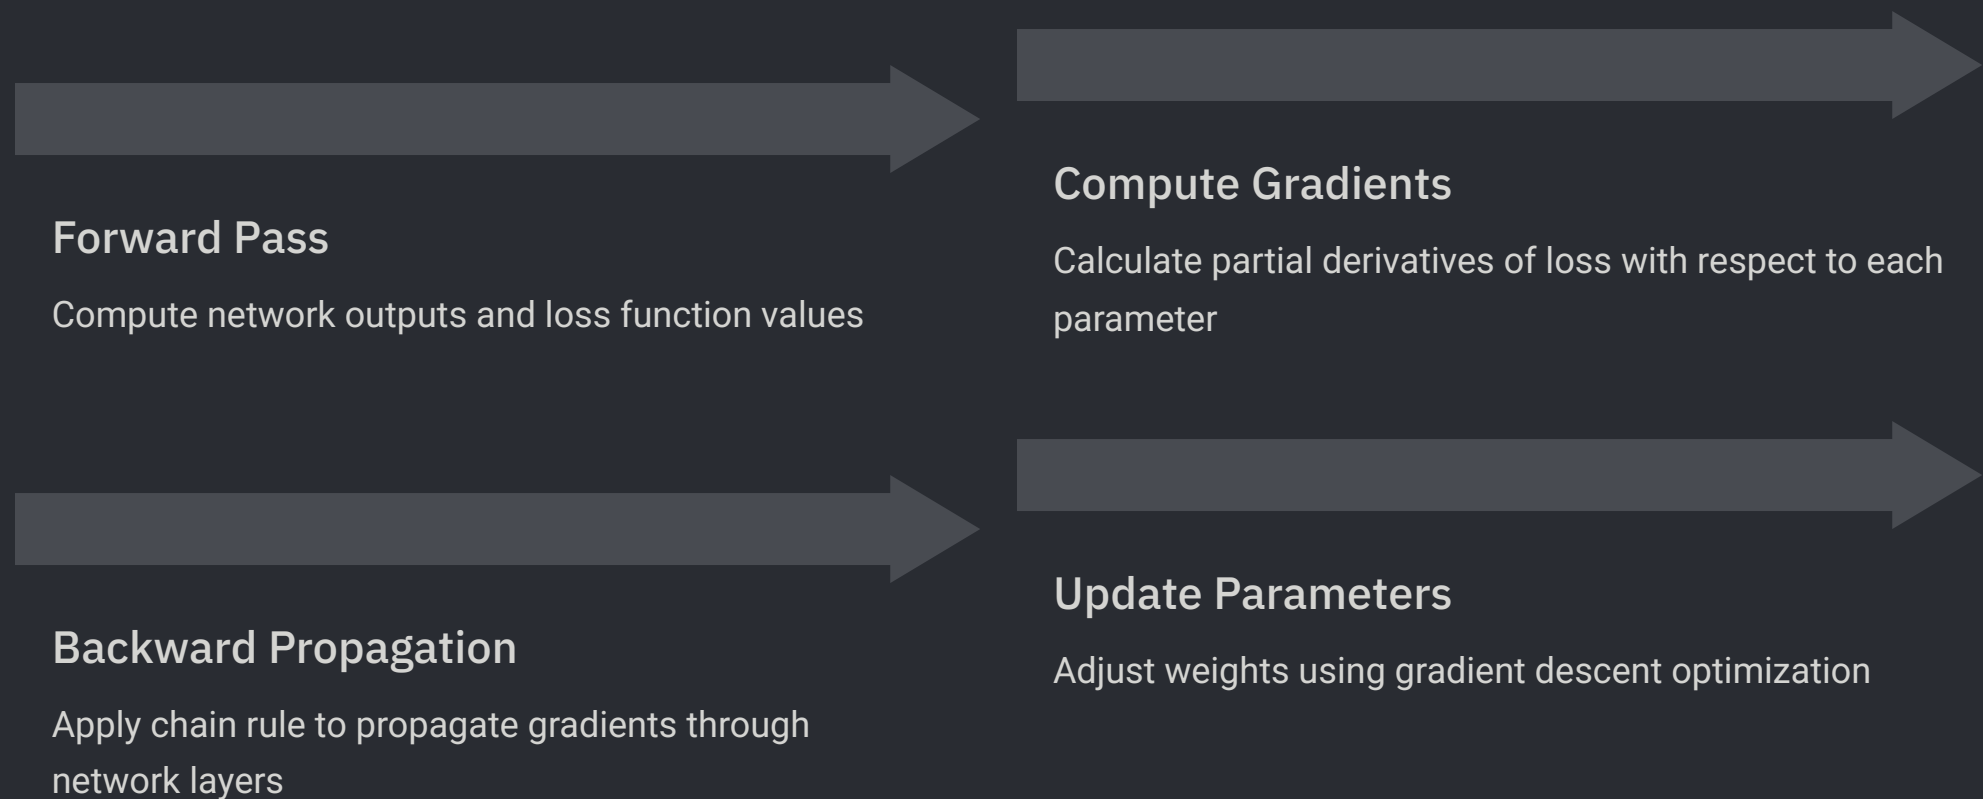 Forward Pass
Compute network outputs and loss function values
Compute Gradients
Calculate partial derivatives of loss with respect to each
parameter
Backward Propagation
Apply chain rule to propagate gradients through
network layers
Update Parameters
Adjust weights using gradient descent optimization